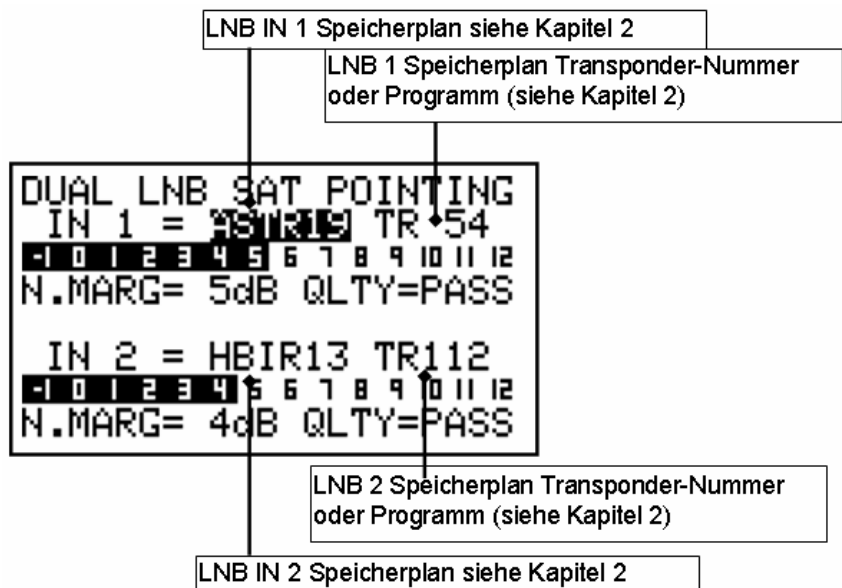 LNB IN 1 Speicherplan siehe Kapitel 2
LNB 1 Speicherplan Transponder-Nummer
oder Programm (siehe Kapitel 2)
DUAL LNB SAT POINTING
IN 1 = ASTR19 TR 54
-1 0 1 2 3 4 5 6 7 8 9 10 11 12
N.MARG= 5dB QLTY=PASS
IN 2 = HBIR13 TR112
-1 0 1 2 3 4 5 6 7 8 9 10 11 12
N.MARG= 4dB QLTY=PASS
LNB 2 Speicherplan Transponder-Nummer
oder Programm (siehe Kapitel 2)
LNB IN 2 Speicherplan siehe Kapitel 2